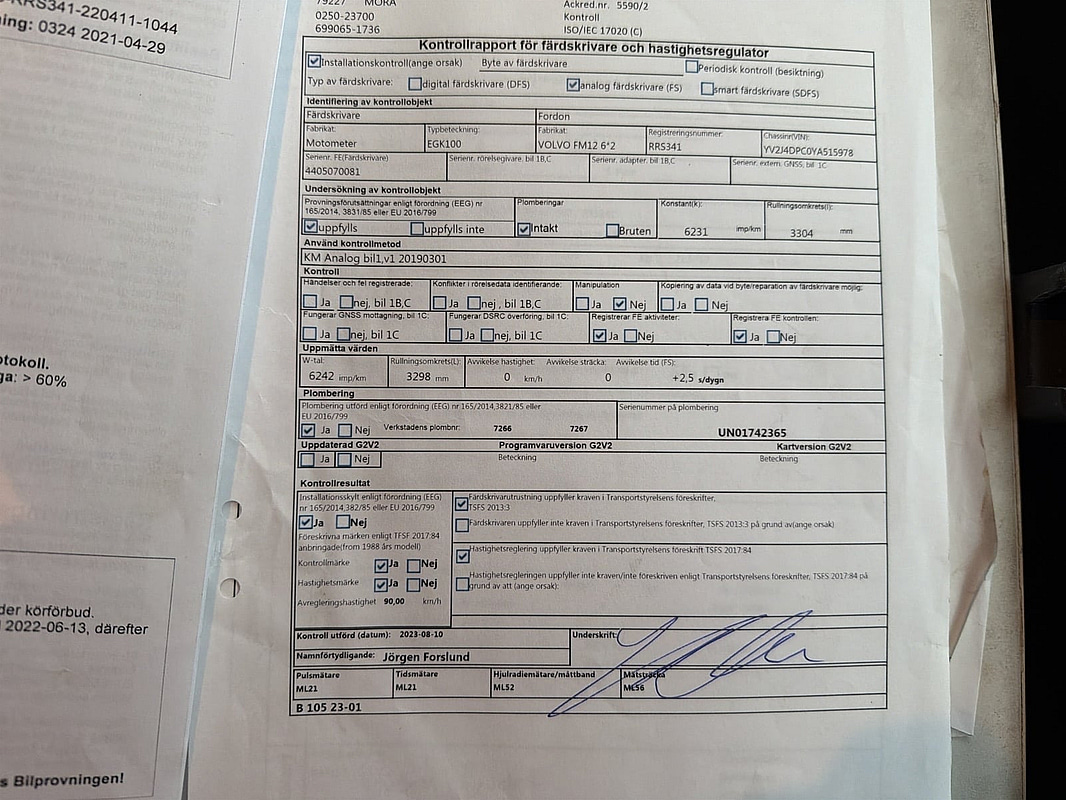 RRS341-220411-1044
ing: 0324 2021-04-29
otokoll.
ga: > 60%
der körförbud.
2022-06-13, därefter
s Bilprovningen!
79227 MORA
0250-23700
699065-1736
Ackred.nr. 5590/2
Kontroll
ISO/IEC 17020 (C)
Kontrollrapport för färdskrivare och hastighetsregulator
Installationskontroll(ange orsak) Byte av färdskrivare Periodisk kontroll (besiktning)
Typ av färdskrivare: digital färdskrivare (DFS) analog färdskrivare (FS) smart färdskrivare (SDFS)
Identifiering av kontrollobjekt
Färdskrivare Fordon
Fabrikat: Typbeteckning: Fabrikat: Registreringsnummer: Chassinr(VIN):
Motometer EGK100 VOLVO FM12 6*2 RRS341 YV2J4DPC0YA515978
Serienr. FE(Färdskrivare) Serienr. rörelsegivare. bil 1B,C Serienr. adapter. bil 1B,C Serienr. extern. GNSS, bil 1C
4405070081
Undersökning av kontrollobjekt
Provningsförutsättningar enligt förordning (EEG) nr Plomberingar Konstant(k): Rullningsomkrets(l):
165/2014, 3831/85 eller EU 2016/799
uppfylls uppfylls inte Intakt Bruten 6231 imp/km 3304 mm
Använd kontrollmetod
KM Analog bil1,v1 20190301
Kontroll
Händelser och fel registrerade: Konflikter i rörelsedata identifierande: Manipulation Kopiering av data vid byte/reparation av färdskrivare möjlig:
Ja nej, bil 1B,C Ja nej , bil 1B,C Ja Nej Ja Nej
Fungerar GNSS mottagning, bil 1C: Fungerar DSRC överföring, bil 1C: Registrerar FE aktiviteter: Registrera FE kontrollen:
Ja nej, bil 1C Ja nej, bil 1C Ja Nej Ja Nej
Uppmätta värden
W-tal: Rullningsomkrets(L): Avvikelse hastighet: Avvikelse sträcka: Avvikelse tid (FS):
6242 imp/km 3298 mm 0 km/h 0 +2,5 s/dygn
Plombering
Plombering utförd enligt förordning (EEG) nr 165/2014,3821/85 eller Serienummer på plombering
EU 2016/799
Ja Nej Verkstadens plombnr: 7266 7267 UN01742365
Uppdaterad G2V2 Programvaruversion G2V2 Kartversion G2V2
Ja Nej Beteckning Beteckning
Kontrollresultat
Installationsskylt enligt förordning (EEG)
nr 165/2014,382/85 eller EU 2016/799
Ja Nej
Föreskrivna märken enligt TFSF 2017:84
anbringade(from 1988 års modell)
Kontrollmärke Ja Nej
Hastighetsmärke Ja Nej
Avregleringshastighet 90,00 km/h
Färdskrivarutrustning uppfyller kraven i Transportstyrelsens föreskrifter,
TSFS 2013:3
Färdskrivaren uppfyller inte kraven i Transportstyrelsens föreskrifter, TSFS 2013:3 på grund av(ange orsak)
Hastighetsreglering uppfyller kraven i Transportstyrelsens föreskrift TSFS 2017:84
Hastighetsregleringen uppfyller inte kraven/inte föreskriven enligt Transportstyrelsens föreskrifter, TSFS 2017:84 på
grund av att (ange orsak):
Kontroll utförd (datum): 2023-08-10 Underskrift:
Namnförtydligande: Jörgen Forslund
Pulsmätare Tidsmätare Hjulradiemätare/måttband Mätsträcka
ML21 ML21 ML52 ML56
B 105 23-01